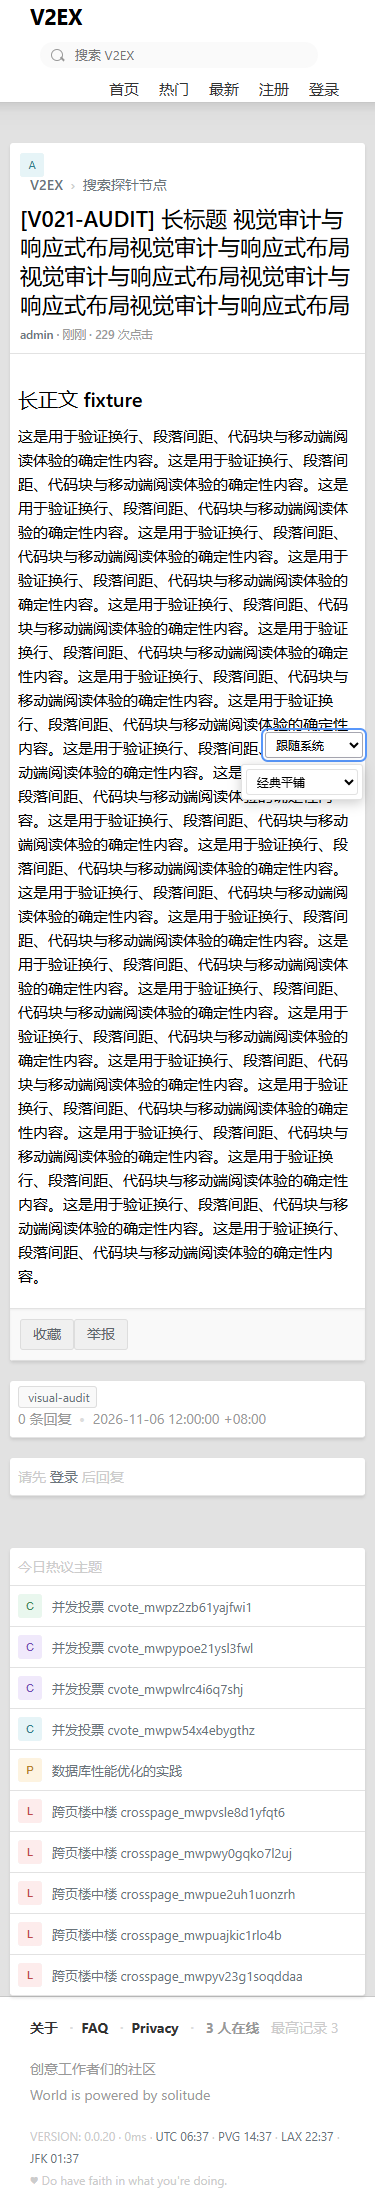 V2EX
搜索 V2EX
首页 热门 最新 注册 登录
A
V2EX › 搜索探针节点
[V021-AUDIT] 长标题 视觉审计与
响应式布局视觉审计与响应式布局
视觉审计与响应式布局视觉审计与
响应式布局视觉审计与响应式布局
admin · 刚刚 · 229 次点击
长正文 fixture
这是用于验证换行、段落间距、代码块与移动端阅
读体验的确定性内容。这是用于验证换行、段落间
距、代码块与移动端阅读体验的确定性内容。这是
用于验证换行、段落间距、代码块与移动端阅读体
验的确定性内容。这是用于验证换行、段落间距、
代码块与移动端阅读体验的确定性内容。这是用于
验证换行、段落间距、代码块与移动端阅读体验的
确定性内容。这是用于验证换行、段落间距、代码
块与移动端阅读体验的确定性内容。这是用于验证
换行、段落间距、代码块与移动端阅读体验的确定
性内容。这是用于验证换行、段落间距、代码块与
移动端阅读体验的确定性内容。这是用于验证换
行、段落间距、代码块与移动端阅读体验的确定性
内容。这是用于验证换行、段落间距、
跟随系统
动端阅读体验的确定性内容。这是
经典平铺
段落间距、代码块与移动端阅读体验的确定性内
容。这是用于验证换行、段落间距、代码块与移动
端阅读体验的确定性内容。这是用于验证换行、段
落间距、代码块与移动端阅读体验的确定性内容。
这是用于验证换行、段落间距、代码块与移动端阅
读体验的确定性内容。这是用于验证换行、段落间
距、代码块与移动端阅读体验的确定性内容。这是
用于验证换行、段落间距、代码块与移动端阅读体
验的确定性内容。这是用于验证换行、段落间距、
代码块与移动端阅读体验的确定性内容。这是用于
验证换行、段落间距、代码块与移动端阅读体验的
确定性内容。这是用于验证换行、段落间距、代码
块与移动端阅读体验的确定性内容。这是用于验证
换行、段落间距、代码块与移动端阅读体验的确定
性内容。这是用于验证换行、段落间距、代码块与
移动端阅读体验的确定性内容。这是用于验证换
行、段落间距、代码块与移动端阅读体验的确定性
内容。这是用于验证换行、段落间距、代码块与移
动端阅读体验的确定性内容。这是用于验证换行、
段落间距、代码块与移动端阅读体验的确定性内
容。
收藏 举报
visual-audit
0 条回复 • 2026-11-06 12:00:00 +08:00
请先 登录 后回复
今日热议主题
C 并发投票 cvote_mwpz2zb61yajfwi1
C 并发投票 cvote_mwpypoe21ysl3fwl
C 并发投票 cvote_mwpwlrc4i6q7shj
C 并发投票 cvote_mwpw54x4ebygthz
P 数据库性能优化的实践
L 跨页楼中楼 crosspage_mwpvsle8d1yfqt6
L 跨页楼中楼 crosspage_mwpwy0gqko7l2uj
L 跨页楼中楼 crosspage_mwpue2uh1uonzrh
L 跨页楼中楼 crosspage_mwpuajkic1rlo4b
L 跨页楼中楼 crosspage_mwpyv23g1soqddaa
关于 · FAQ · Privacy · 3 人在线 最高记录 3
创意工作者们的社区
World is powered by solitude
VERSION: 0.0.20 · 0ms · UTC 06:37 · PVG 14:37 · LAX 22:37 ·
JFK 01:37
♥ Do have faith in what you're doing.